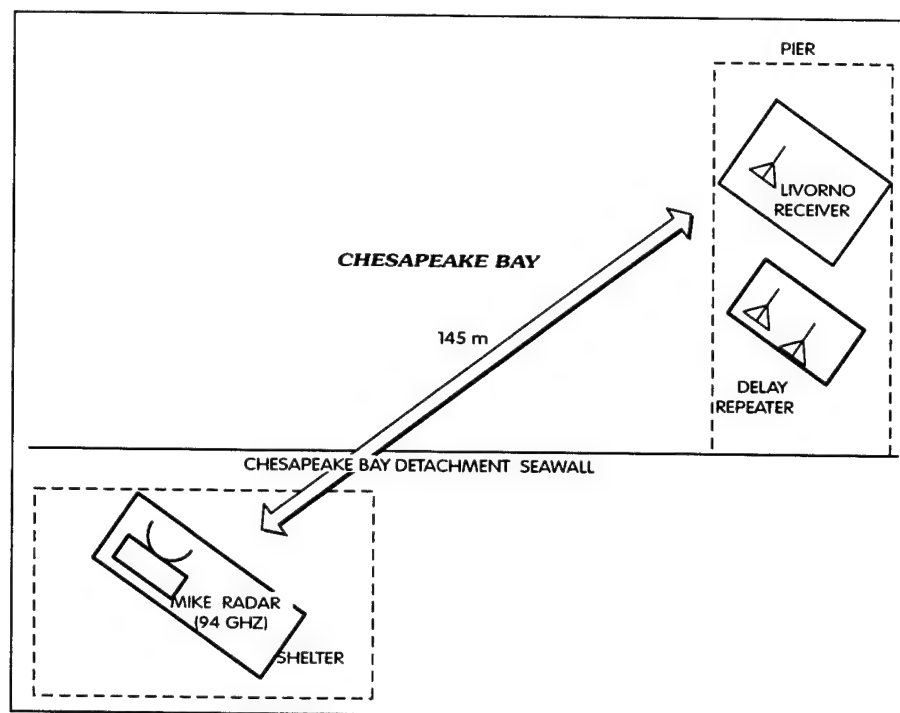 PIER
LIVORNO
RECEIVER
CHESAPEAKE BAY
145 m
DELAY
REPEATER
CHESAPEAKE BAY DETACHMENT SEAWALL
MIKE RADAR
(94 GHZ)
SHELTER